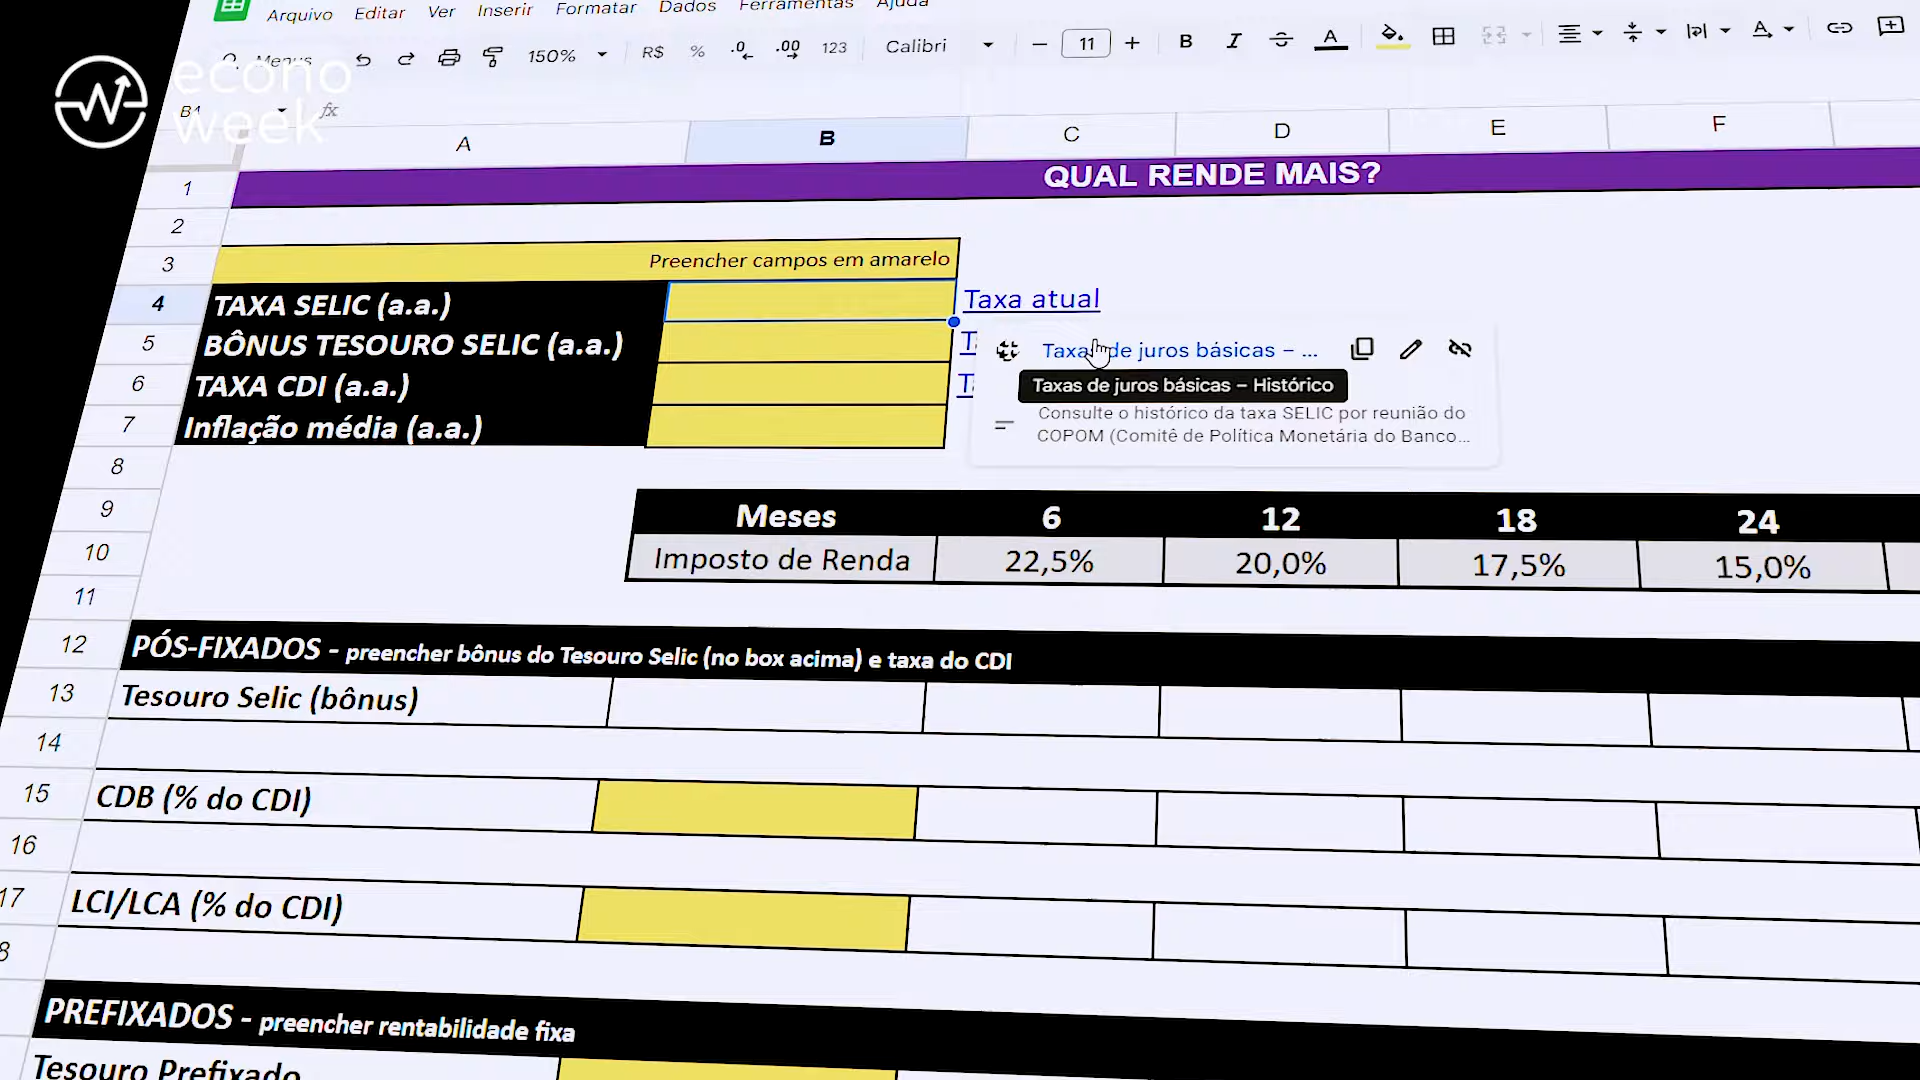 Arquivo Editar Ver Inserir Formatar Dados Ferramentas Ajuda
Menus 150% R$ % .0 .00 123 Calibri 11 B I A
econo
week
B4 fx
A B C D E F
1 QUAL RENDE MAIS?
2
3 Preencher campos em amarelo
4 TAXA SELIC (a.a.) Taxa atual
5 BÔNUS TESOURO SELIC (a.a.) Taxas de juros básicas – ...
Taxas de juros básicas – Histórico
6 TAXA CDI (a.a.)
Consulte o histórico da taxa SELIC por reunião do
COPOM (Comitê de Política Monetária do Banco...
7 Inflação média (a.a.)
8
9 Meses 6 12 18 24
10 Imposto de Renda 22,5% 20,0% 17,5% 15,0%
11
12 PÓS-FIXADOS - preencher bônus do Tesouro Selic (no box acima) e taxa do CDI
13 Tesouro Selic (bônus)
14
15 CDB (% do CDI)
16
17 LCI/LCA (% do CDI)
8
PREFIXADOS - preencher rentabilidade fixa
Tesouro Prefixado